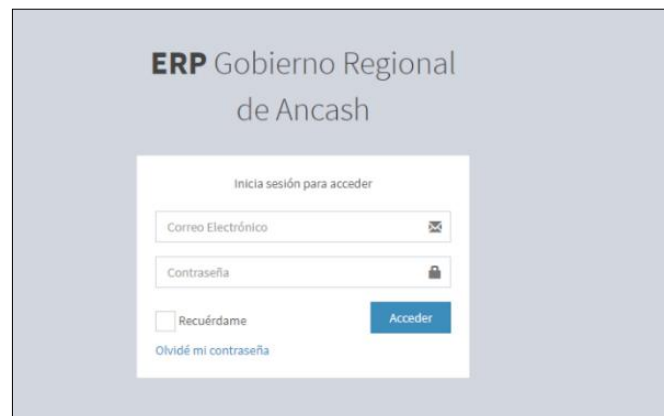 ERP Gobierno Regional
de Ancash
Inicia sesión para acceder
Correo Electrónico
Contraseña
Recuérdame
Acceder
Olvidé mi contraseña